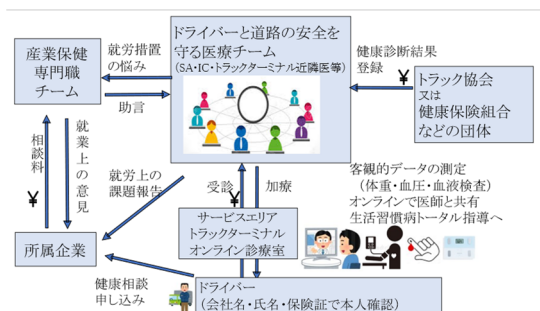 ドライバーと道路の安全を
守る医療チーム
(SA・IC・トラックターミナル近隣医等)
産業保健
専門職
チーム
就労措置
の悩み
助言
健康診断結果
登録
¥
トラック協会
又は
健康保険組合
などの団体
相談料
¥
就業上の意見
就労上の
課題報告
受診
¥
加療
客観的データの測定
(体重・血圧・血液検査)
オンラインで医師と共有
生活習慣病トータル指導へ
サービスエリア
トラックターミナル
オンライン診療室
所属企業
健康相談
申し込み
ドライバー
(会社名・氏名・保険証で本人確認)